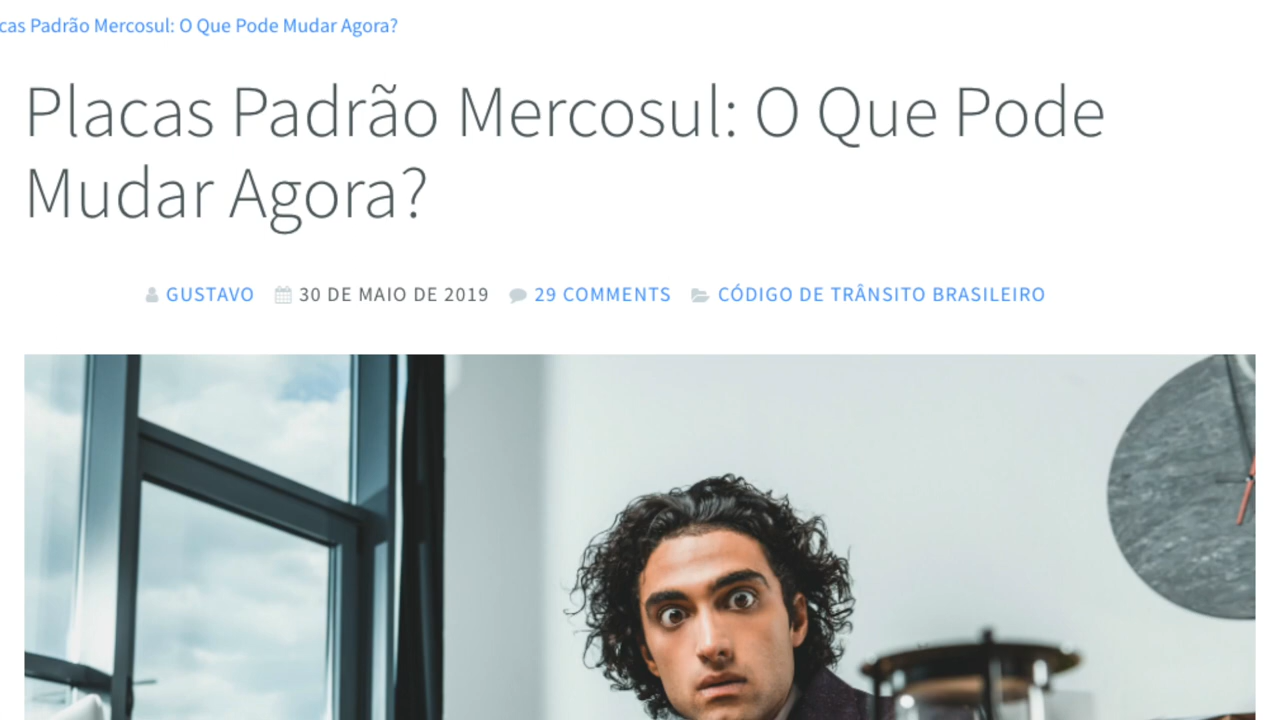 Padrão Mercosul: O Que Pode Mudar Agora?
Placas Padrão Mercosul: O Que Pode
Mudar Agora?
GUSTAVO 30 DE MAIO DE 2019 29 COMMENTS CÓDIGO DE TRÂNSITO BRASILEIRO